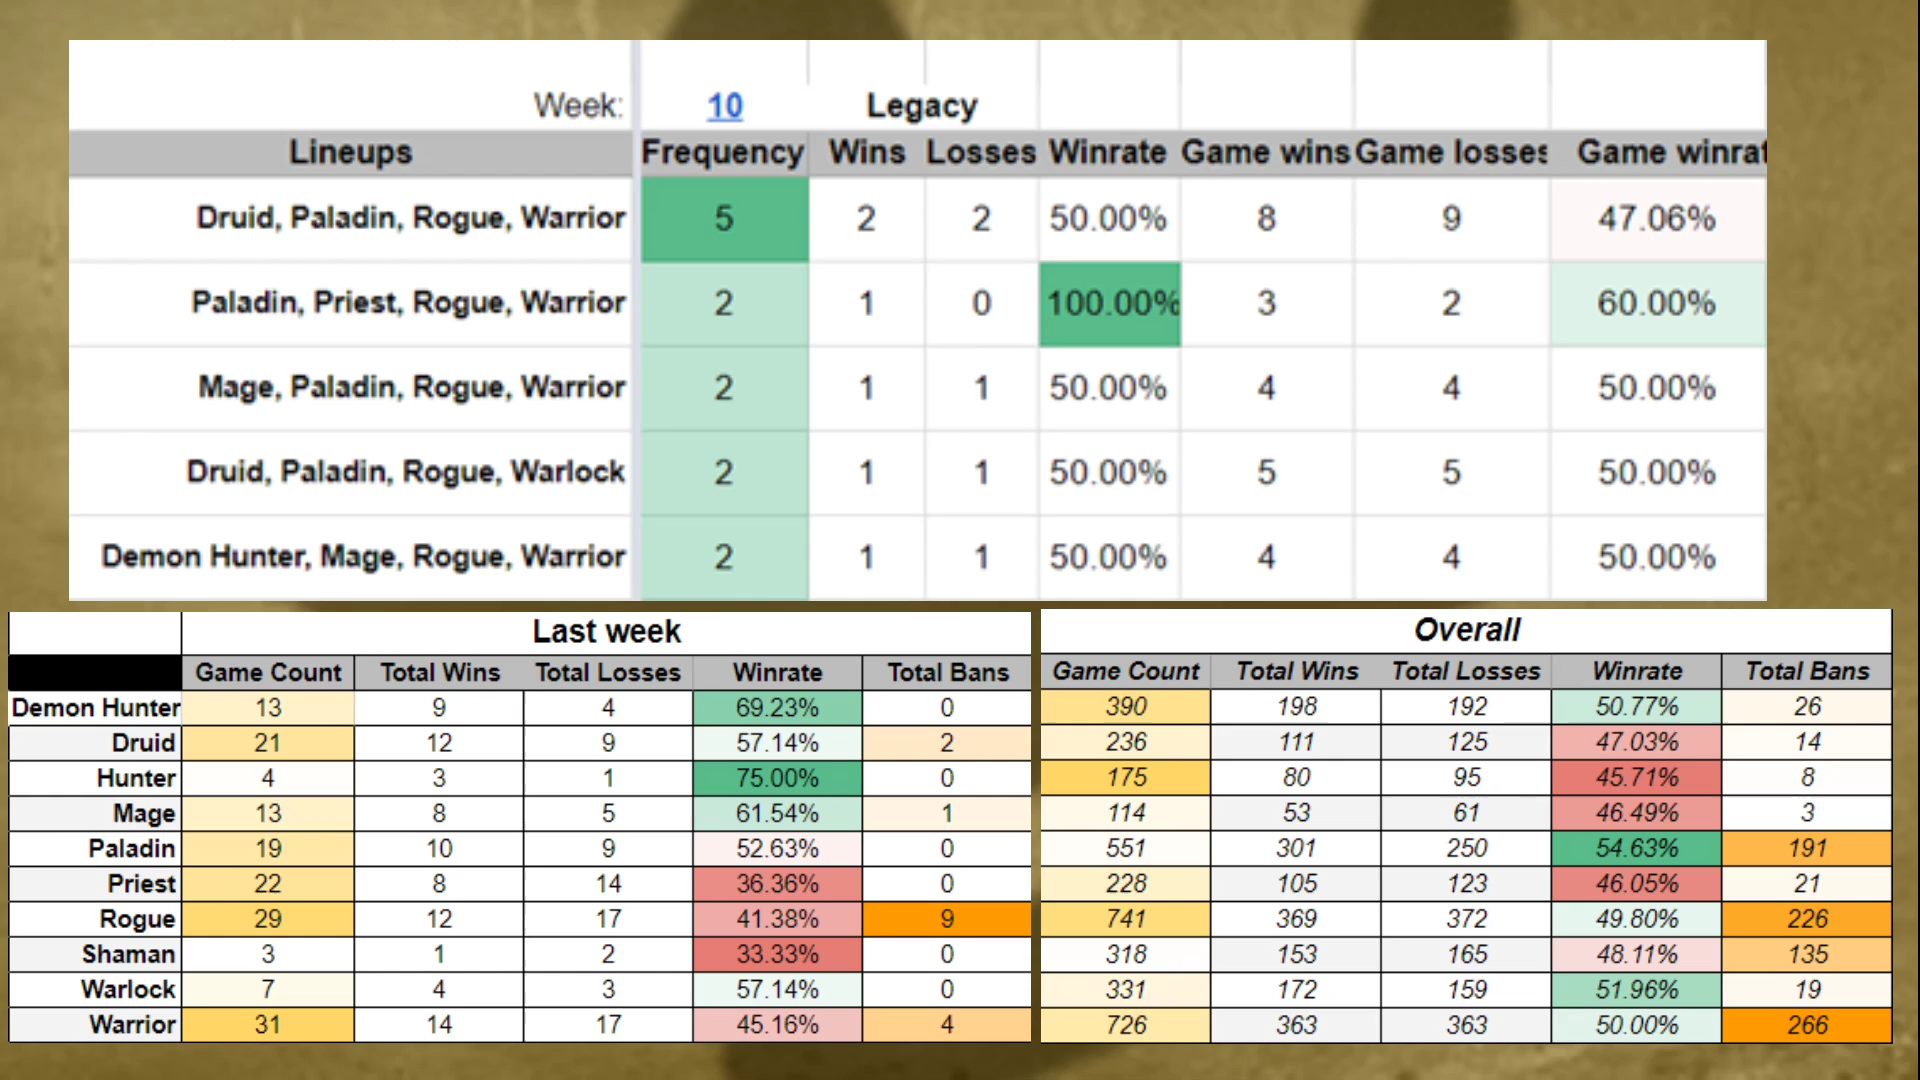 Week: 10 Legacy
Lineups Frequency Wins Losses Winrate Game wins Game losses Game winrat
Druid, Paladin, Rogue, Warrior 5 2 2 50.00% 8 9 47.06%
Paladin, Priest, Rogue, Warrior 2 1 0 100.00% 3 2 60.00%
Mage, Paladin, Rogue, Warrior 2 1 1 50.00% 4 4 50.00%
Druid, Paladin, Rogue, Warlock 2 1 1 50.00% 5 5 50.00%
Demon Hunter, Mage, Rogue, Warrior 2 1 1 50.00% 4 4 50.00%
Last week
Game Count Total Wins Total Losses Winrate Total Bans
Demon Hunter 13 9 4 69.23% 0
Druid 21 12 9 57.14% 2
Hunter 4 3 1 75.00% 0
Mage 13 8 5 61.54% 1
Paladin 19 10 9 52.63% 0
Priest 22 8 14 36.36% 0
Rogue 29 12 17 41.38% 9
Shaman 3 1 2 33.33% 0
Warlock 7 4 3 57.14% 0
Warrior 31 14 17 45.16% 4
Overall
Game Count Total Wins Total Losses Winrate Total Bans
390 198 192 50.77% 26
236 111 125 47.03% 14
175 80 95 45.71% 8
114 53 61 46.49% 3
551 301 250 54.63% 191
228 105 123 46.05% 21
741 369 372 49.80% 226
318 153 165 48.11% 135
331 172 159 51.96% 19
726 363 363 50.00% 266